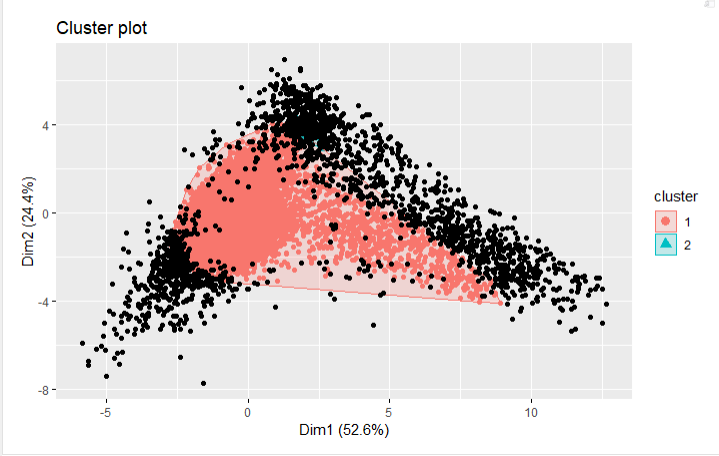 Cluster plot
4
0
-4
-8
Dim2 (24.4%)
-5
0
5
10
Dim1 (52.6%)
cluster
1
2